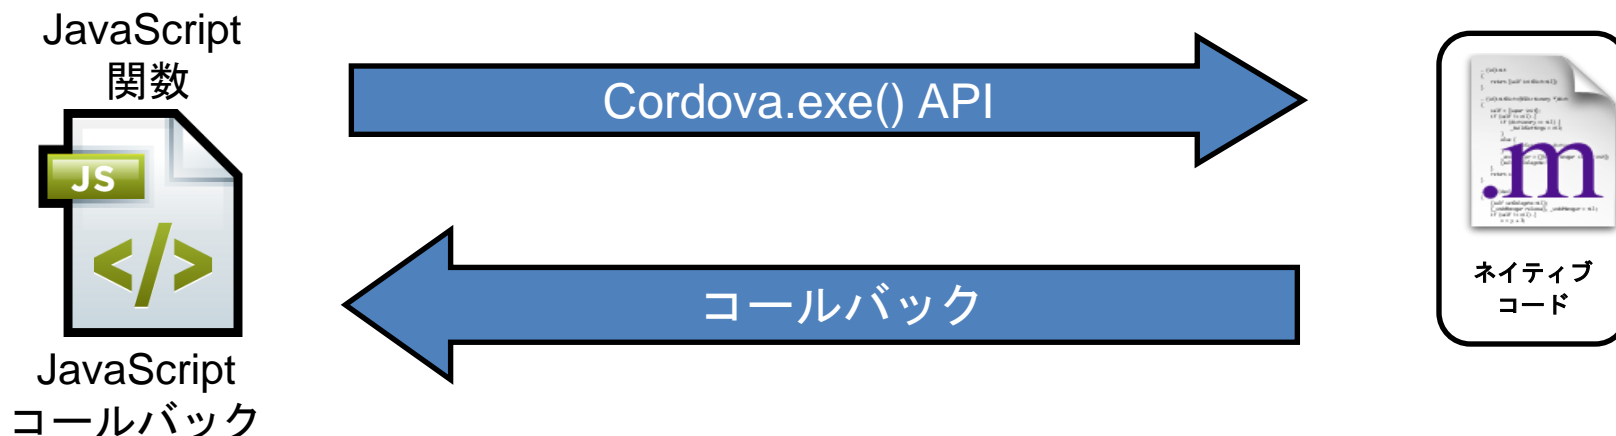 JavaScript
関数
JS
</>
JavaScript
コールバック
Cordova.exe() API
コールバック
.m
ネイティブ
コード